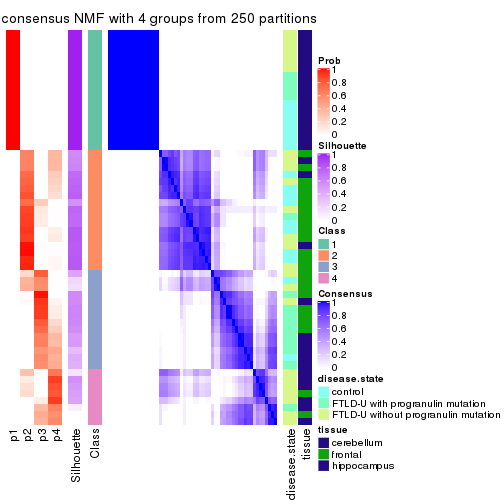 consensus NMF with 4 groups from 250 partitions
Prob
1
0.8
0.6
0.4
0.2
0
Silhouette
1
0.8
0.6
0.4
0.2
0
Class
1
2
3
4
Consensus
1
0.8
0.6
0.4
0.2
0
disease.state
control
FTLD-U with progranulin mutation
FTLD-U without progranulin mutation
tissue
cerebellum
frontal
hippocampus
p1
p2
p3
p4
Silhouette
Class
disease.state
tissue